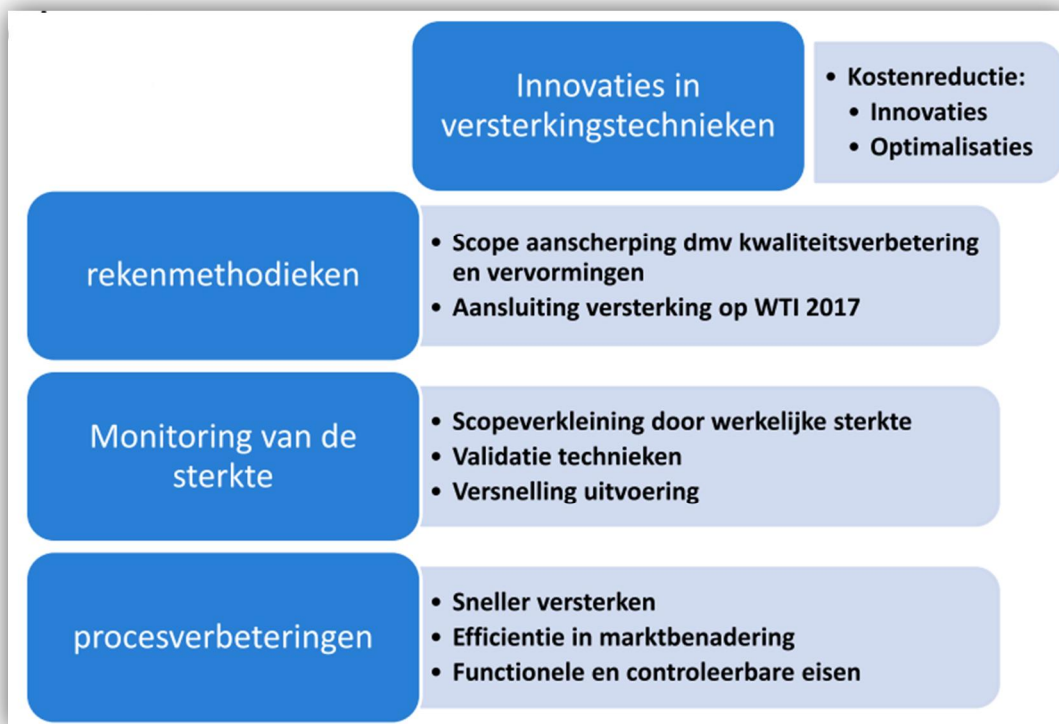 Innovaties in
versterkingstechnieken
• Kostenreductie:
• Innovaties
• Optimalisaties
rekenmethodieken
• Scope aanscherping dmv kwaliteitsverbetering
en vervormingen
• Aansluiting versterking op WTI 2017
Monitoring van de
sterkte
• Scopeverkleining door werkelijke sterkte
• Validatie technieken
• Versnelling uitvoering
procesverbeteringen
• Sneller versterken
• Efficientie in marktbenadering
• Functionele en controleerbare eisen